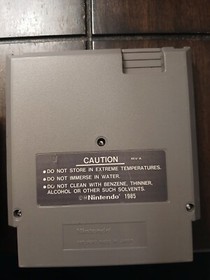 CAUTION
•DO NOT STORE IN EXTREME TEMPERATURES.
•DO NOT IMMERSE IN WATER.
•DO NOT CLEAN WITH BENZENE, THINNER,
ALCOHOL OR OTHER SUCH SOLVENTS.
Nintendo 1985